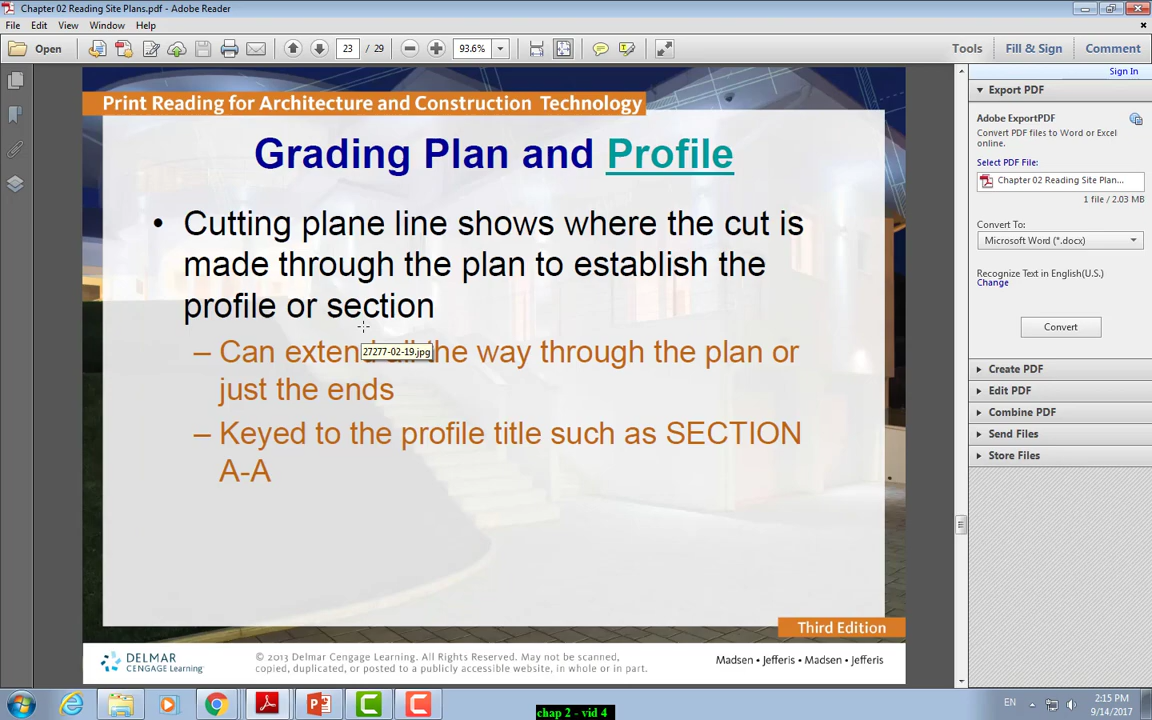 Chapter 02 Reading Site Plans.pdf - Adobe Reader
File Edit View Window Help
Open
23 / 29
93.6%
Tools Fill & Sign Comment
Sign In
Print Reading for Architecture and Construction Technology
Grading Plan and Profile
• Cutting plane line shows where the cut is
made through the plan to establish the
profile or section
27277-02-19.jpg
– Can extend all the way through the plan or
just the ends
– Keyed to the profile title such as SECTION
A-A
Third Edition
DELMAR
CENGAGE Learning
© 2013 Delmar Cengage Learning. All Rights Reserved. May not be scanned,
copied, duplicated, or posted to a publicly accessible website, in whole or in part.
Madsen • Jefferis • Madsen • Jefferis
Export PDF
Adobe ExportPDF
Convert PDF files to Word or Excel
online.
Select PDF File:
Chapter 02 Reading Site Plan...
1 file / 2.03 MB
Convert To:
Microsoft Word (*.docx)
Recognize Text in English(U.S.)
Change
Convert
Create PDF
Edit PDF
Combine PDF
Send Files
Store Files
chap 2 - vid 4
EN
2:15 PM
9/14/2017